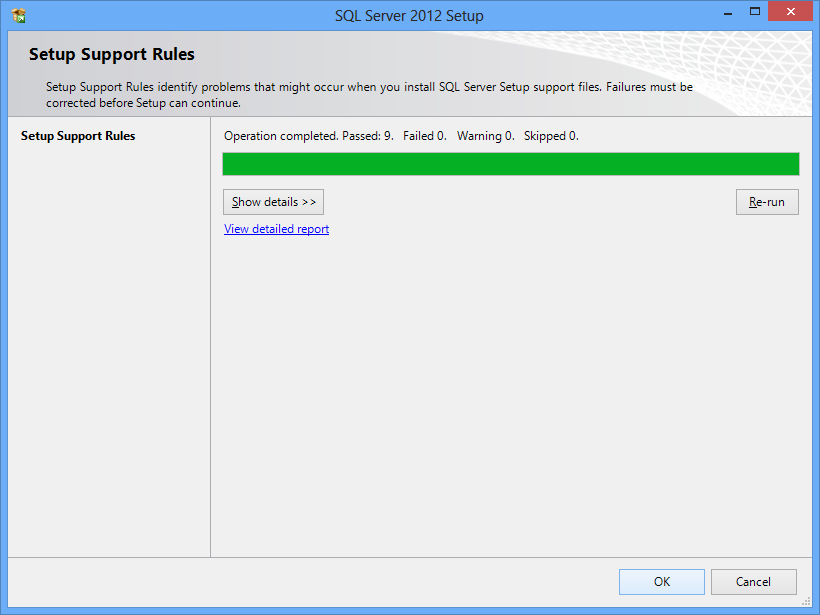 SQL Server 2012 Setup
Setup Support Rules
Setup Support Rules identify problems that might occur when you install SQL Server Setup support files. Failures must be
corrected before Setup can continue.
Setup Support Rules
Operation completed. Passed: 9. Failed 0. Warning 0. Skipped 0.
Show details >>
Re-run
View detailed report
OK
Cancel